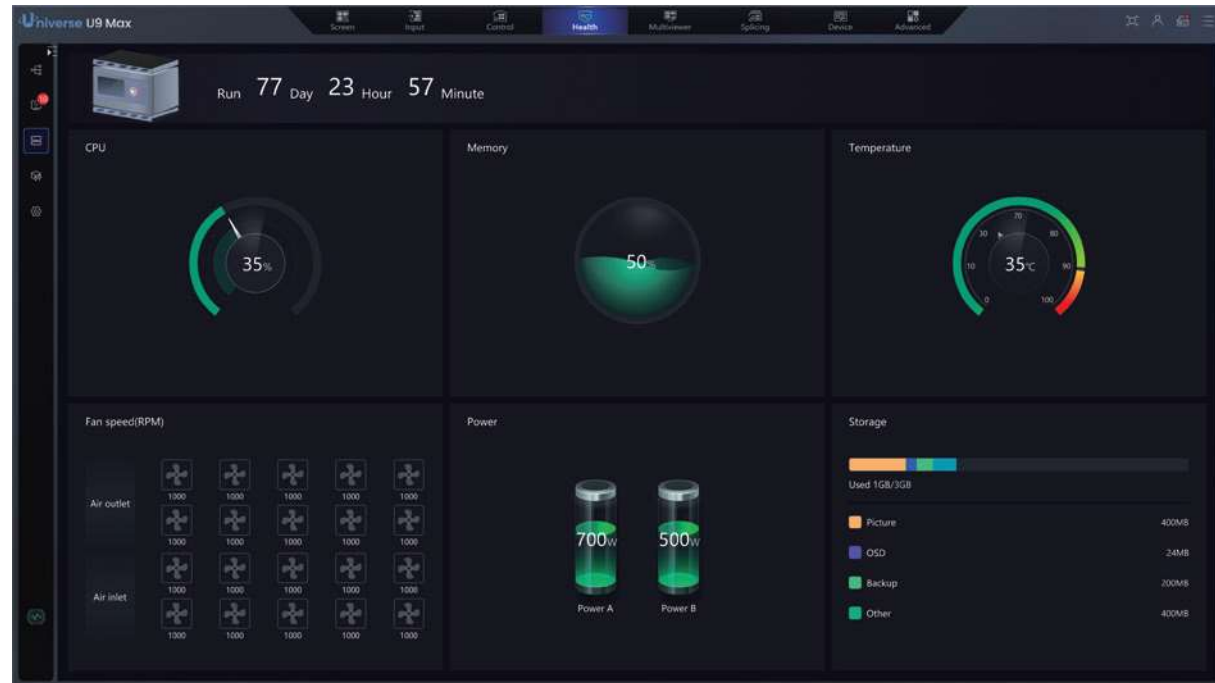 Universe U9 Max
Screen
Input
Control
Health
Multiviewer
Splicing
Device
Advanced
10
Run 77 Day 23 Hour 57 Minute
CPU
35%
Memory
50%
Temperature
0
10
30
70
80
90
100
35°C
Fan speed(RPM)
Air outlet
1000 1000 1000 1000 1000
1000 1000 1000 1000 1000
Air inlet
1000 1000 1000 1000 1000
1000 1000 1000 1000 1000
Power
700W
500W
Power A
Power B
Storage
Used 1GB/3GB
Picture 400MB
OSD 24MB
Backup 200MB
Other 400MB